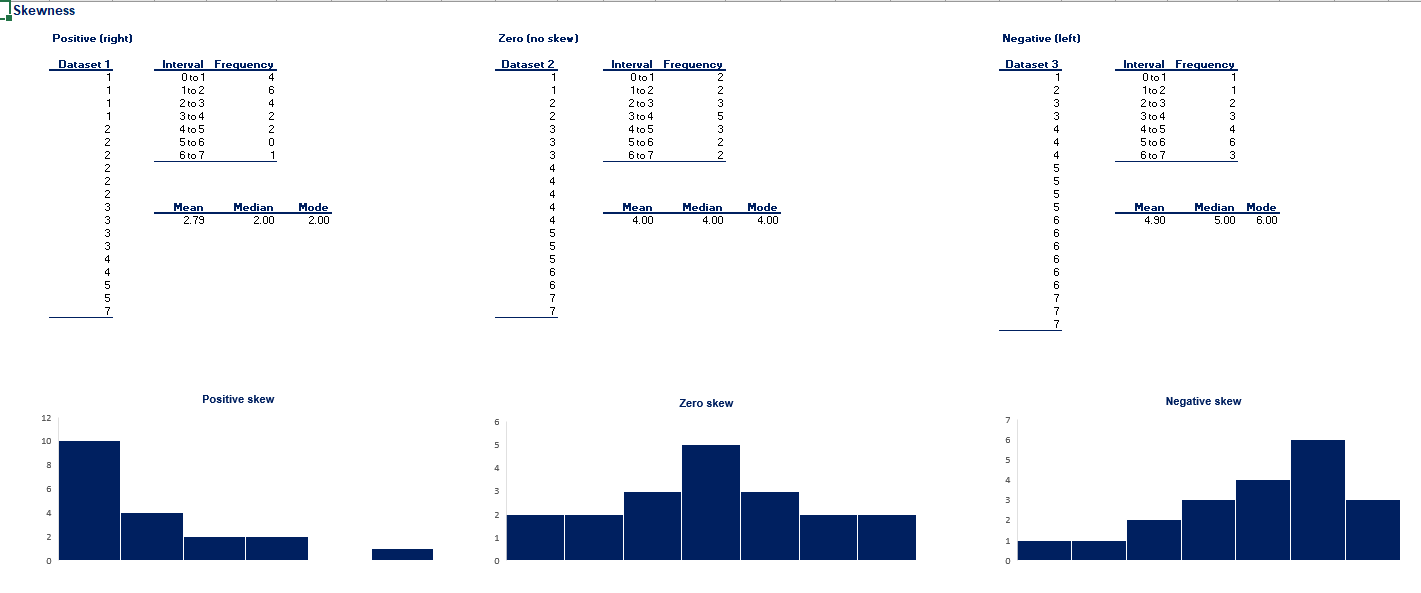 Skewness
Positive (right)
Dataset 1
1
1
1
1
2
2
2
2
2
2
3
3
3
3
4
4
5
5
7
Interval Frequency
0 to 1 4
1 to 2 6
2 to 3 4
3 to 4 2
4 to 5 2
5 to 6 0
6 to 7 1
Mean Median Mode
2.79 2.00 2.00
Zero (no skew)
Dataset 2
1
1
2
2
3
3
3
4
4
4
4
4
5
5
5
6
6
7
7
Interval Frequency
0 to 1 2
1 to 2 2
2 to 3 3
3 to 4 5
4 to 5 3
5 to 6 2
6 to 7 2
Mean Median Mode
4.00 4.00 4.00
Negative (left)
Dataset 3
1
2
3
3
4
4
4
5
5
5
5
6
6
6
6
6
6
7
7
7
Interval Frequency
0 to 1 1
1 to 2 1
2 to 3 2
3 to 4 3
4 to 5 4
5 to 6 6
6 to 7 3
Mean Median Mode
4.90 5.00 6.00
Positive skew
12
10
8
6
4
2
0
Zero skew
6
5
4
3
2
1
0
Negative skew
7
6
5
4
3
2
1
0